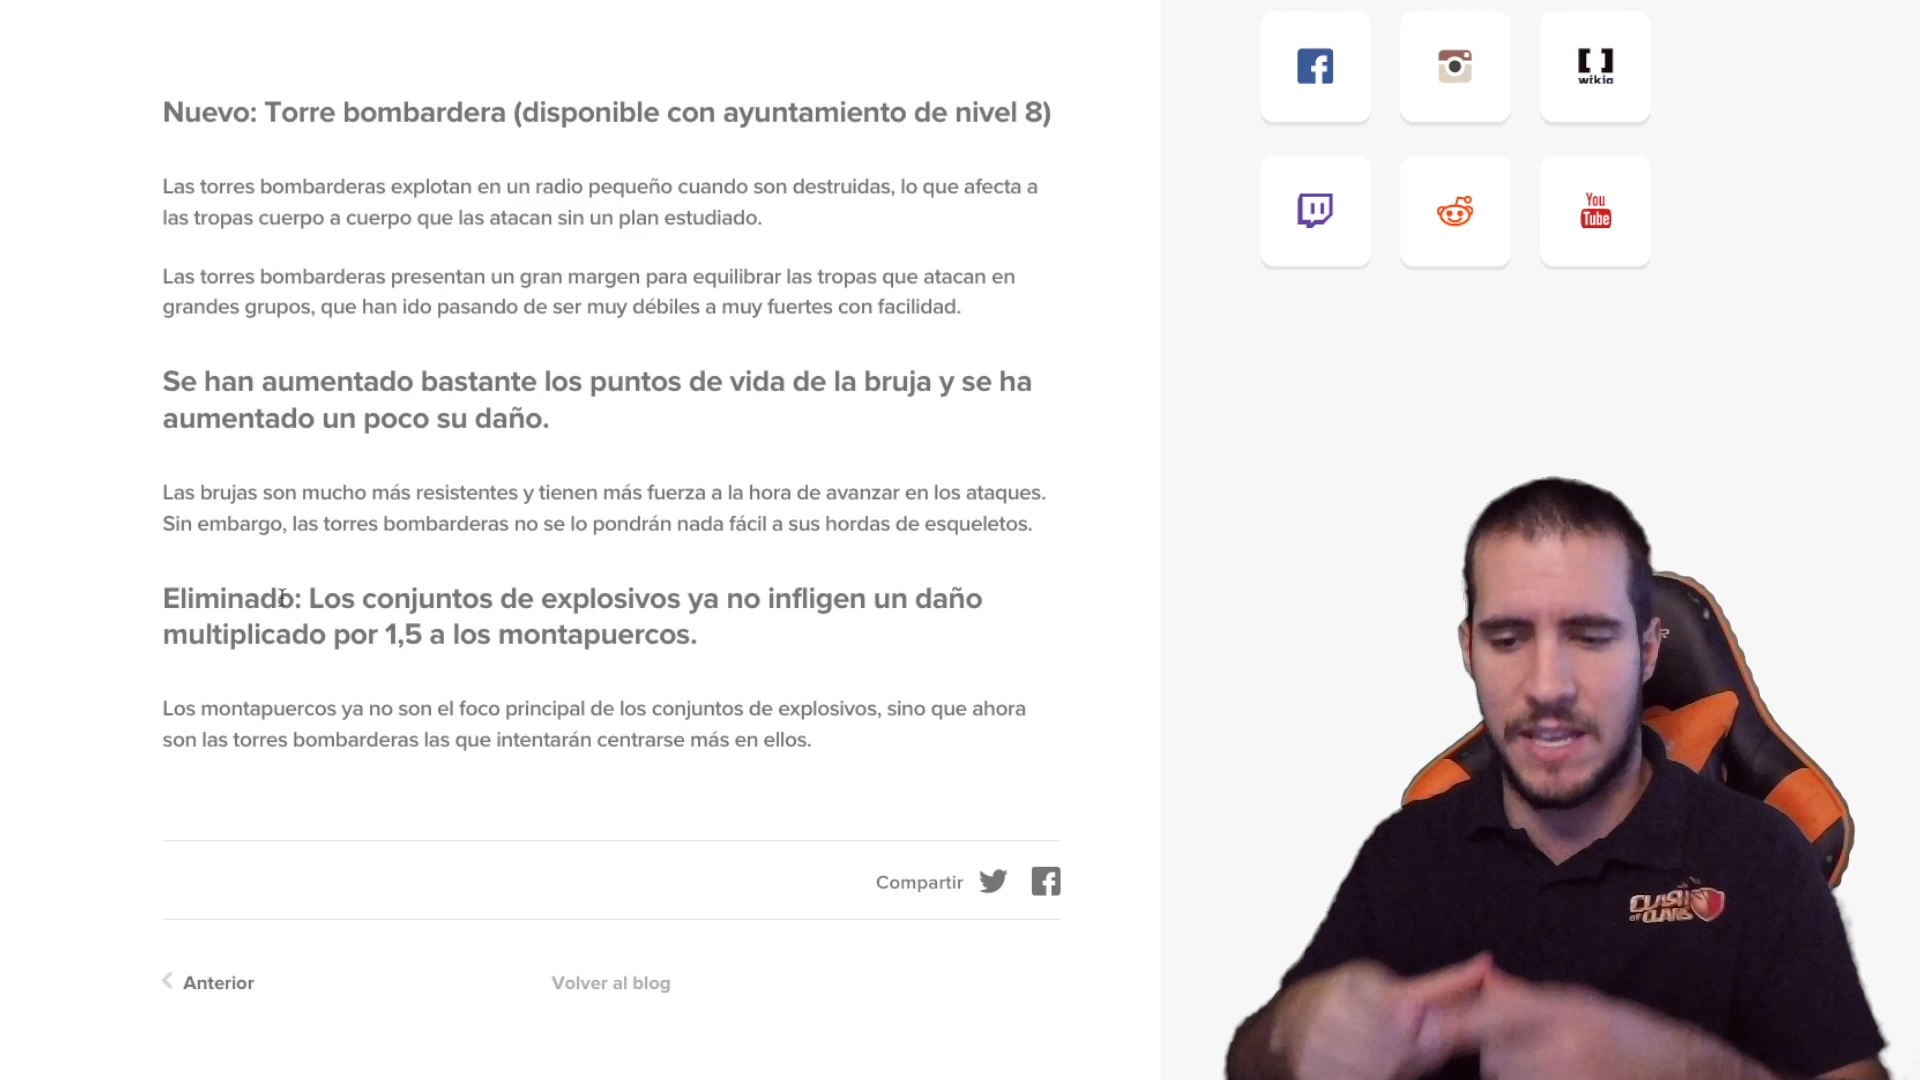 Nuevo: Torre bombardera (disponible con ayuntamiento de nivel 8)
Las torres bombarderas explotan en un radio pequeño cuando son destruidas, lo que afecta a
las tropas cuerpo a cuerpo que las atacan sin un plan estudiado.
Las torres bombarderas presentan un gran margen para equilibrar las tropas que atacan en
grandes grupos, que han ido pasando de ser muy débiles a muy fuertes con facilidad.
Se han aumentado bastante los puntos de vida de la bruja y se ha
aumentado un poco su daño.
Las brujas son mucho más resistentes y tienen más fuerza a la hora de avanzar en los ataques.
Sin embargo, las torres bombarderas no se lo pondrán nada fácil a sus hordas de esqueletos.
Eliminado: Los conjuntos de explosivos ya no infligen un daño
multiplicado por 1,5 a los montapuercos.
Los montapuercos ya no son el foco principal de los conjuntos de explosivos, sino que ahora
son las torres bombarderas las que intentarán centrarse más en ellos.
Compartir
Anterior
Volver al blog
wikia
You
Tube
CLASH
OF CLANS